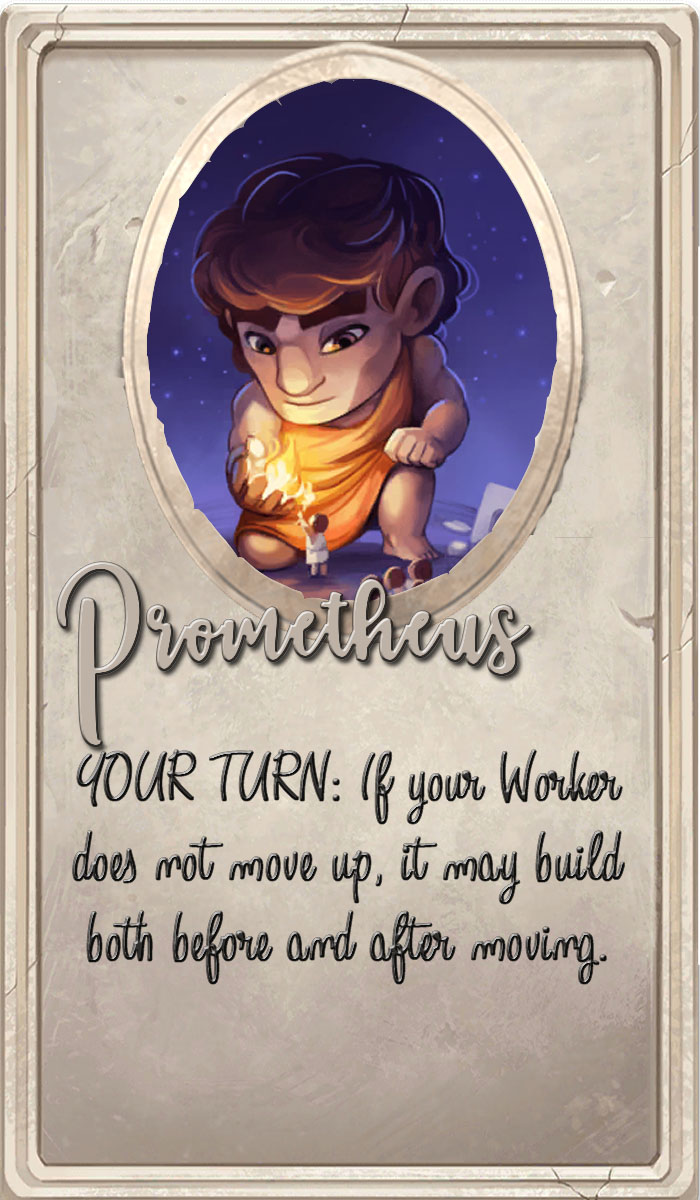 Prometheus
YOUR TURN: If your Worker
does not move up, it may build
both before and after moving.